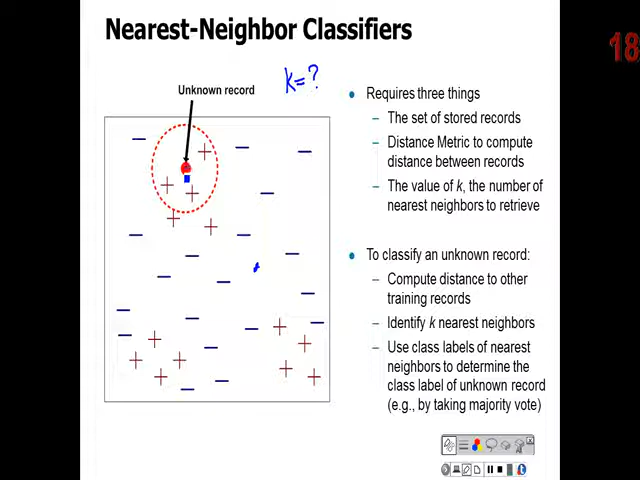 Nearest-Neighbor Classifiers
18
k=?
Unknown record
Requires three things
– The set of stored records
– Distance Metric to compute
distance between records
– The value of k, the number of
nearest neighbors to retrieve
To classify an unknown record:
– Compute distance to other
training records
– Identify k nearest neighbors
– Use class labels of nearest
neighbors to determine the
class label of unknown record
(e.g., by taking majority vote)